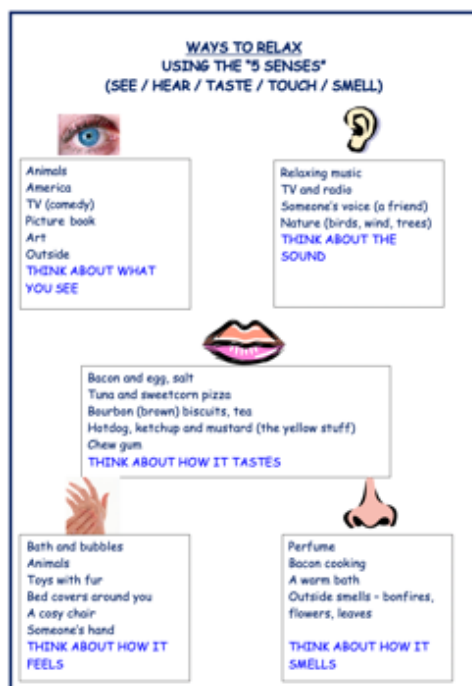 WAYS TO RELAX
USING THE "5 SENSES"
(SEE / HEAR / TASTE / TOUCH / SMELL)
Animals
America
TV (comedy)
Picture book
Art
Outside
THINK ABOUT WHAT
YOU SEE
Relaxing music
TV and radio
Someone's voice (a friend)
Nature (birds, wind, trees)
THINK ABOUT THE
SOUND
Bacon and egg, salt
Tuna and sweetcorn pizza
Bourbon (brown) biscuits, tea
Hotdog, ketchup and mustard (the yellow stuff)
Chew gum
THINK ABOUT HOW IT TASTES
Bath and bubbles
Animals
Toys with fur
Bed covers around you
A cosy chair
Someone's hand
THINK ABOUT HOW IT
FEELS
Perfume
Bacon cooking
A warm bath
Outside smells – bonfires,
flowers, leaves
THINK ABOUT HOW IT
SMELLS